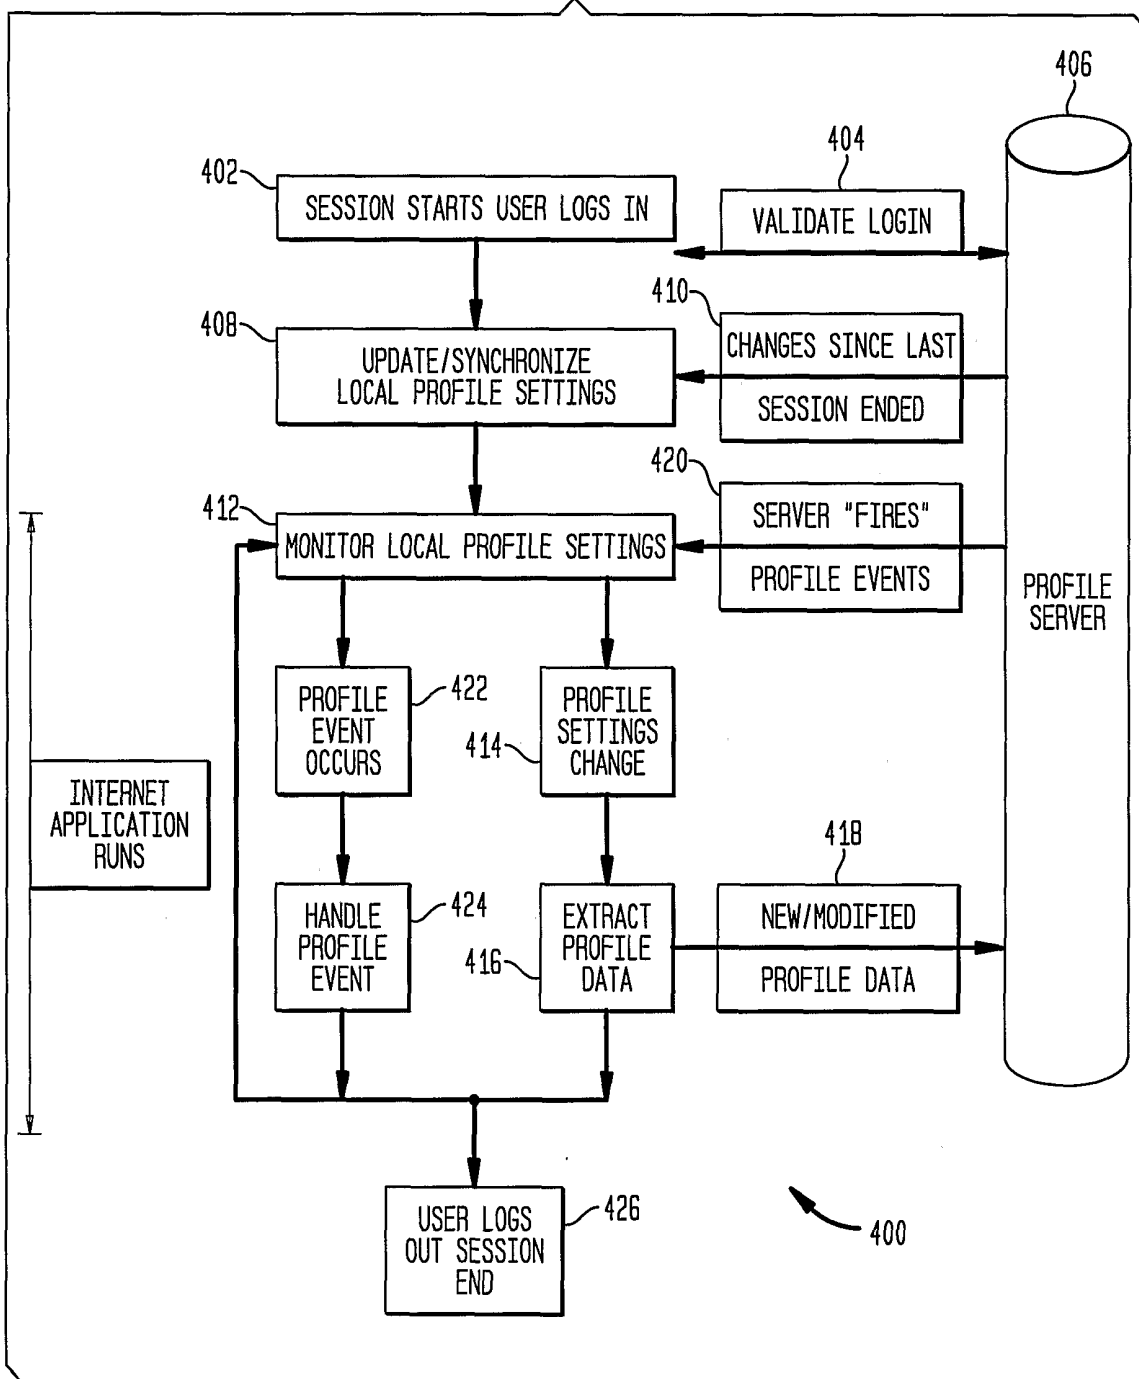 406
404
402
SESSION STARTS USER LOGS IN
VALIDATE LOGIN
410
408
CHANGES SINCE LAST
SESSION ENDED
UPDATE/SYNCHRONIZE
LOCAL PROFILE SETTINGS
420
412
SERVER "FIRES"
PROFILE EVENTS
MONITOR LOCAL PROFILE SETTINGS
PROFILE
SERVER
422
PROFILE
EVENT
OCCURS
414
PROFILE
SETTINGS
CHANGE
INTERNET
APPLICATION
RUNS
418
424
HANDLE
PROFILE
EVENT
416
EXTRACT
PROFILE
DATA
NEW/MODIFIED
PROFILE DATA
426
USER LOGS
OUT SESSION
END
400